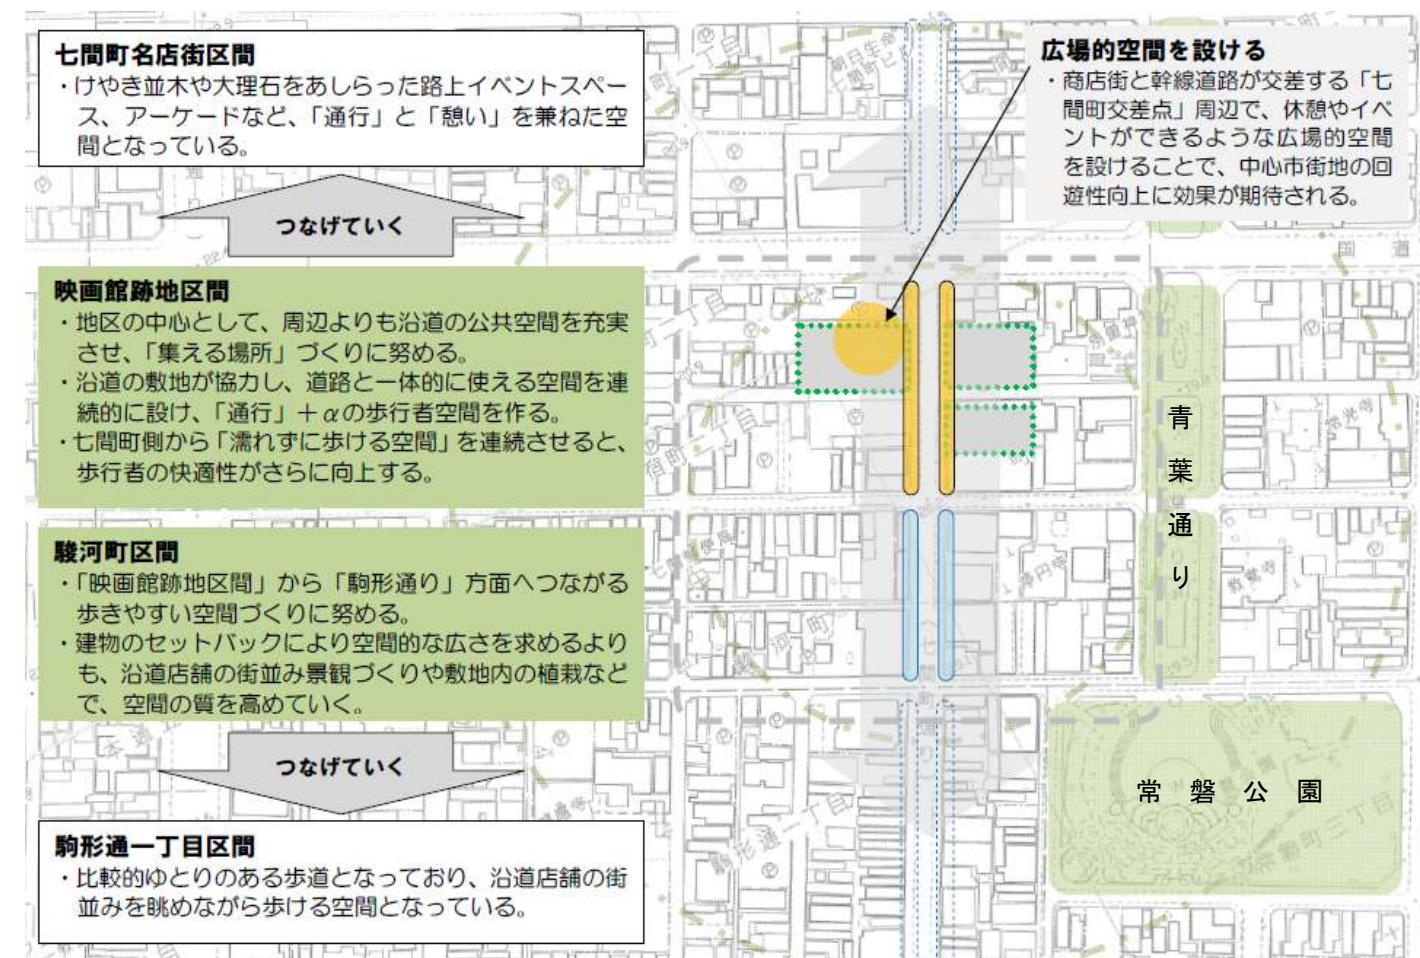 七間町名店街区間
・けやき並木や大理石をあしらった路上イベントスペー
ス、アーケードなど、「通行」と「憩い」を兼ねた空
間となっている。
つなげていく
映画館跡地区間
・地区の中心として、周辺よりも沿道の公共空間を充実
させ、「集える場所」づくりに努める。
・沿道の敷地が協力し、道路と一体的に使える空間を連
続的に設け、「通行」＋αの歩行者空間を作る。
・七間町側から「濡れずに歩ける空間」を連続させると、
歩行者の快適性がさらに向上する。
駿河町区間
・「映画館跡地区間」から「駒形通り」方面へつながる
歩きやすい空間づくりに努める。
・建物のセットバックにより空間的な広さを求めるより
も、沿道店舗の街並み景観づくりや敷地内の植栽など
で、空間の質を高めていく。
つなげていく
駒形通一丁目区間
・比較的ゆとりのある歩道となっており、沿道店舗の街
並みを眺めながら歩ける空間となっている。
広場的空間を設ける
・商店街と幹線道路が交差する「七
間町交差点」周辺で、休憩やイベ
ントができるような広場的空間
を設けることで、中心市街地の回
遊性向上に効果が期待される。
国道
青葉通り
常光寺
教覚寺
常磐公園
駒形通一丁目